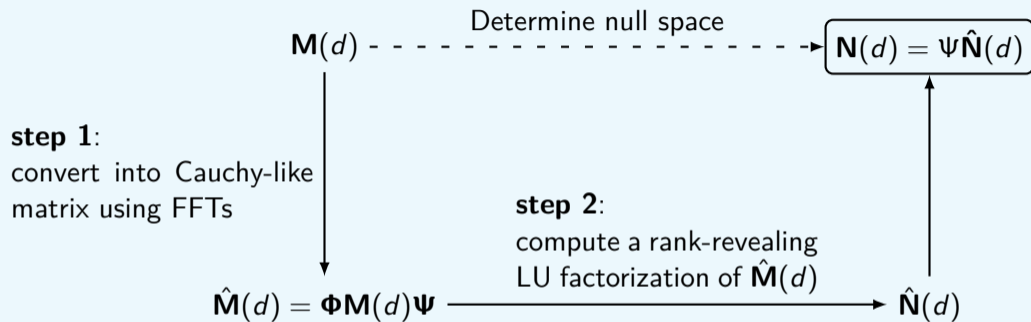 Determine null space
M(d)
N(d) = ΨN̂(d)
step 1:
convert into Cauchy-like
matrix using FFTs
step 2:
compute a rank-revealing
LU factorization of M̂(d)
M̂(d) = ΦM(d)Ψ
N̂(d)